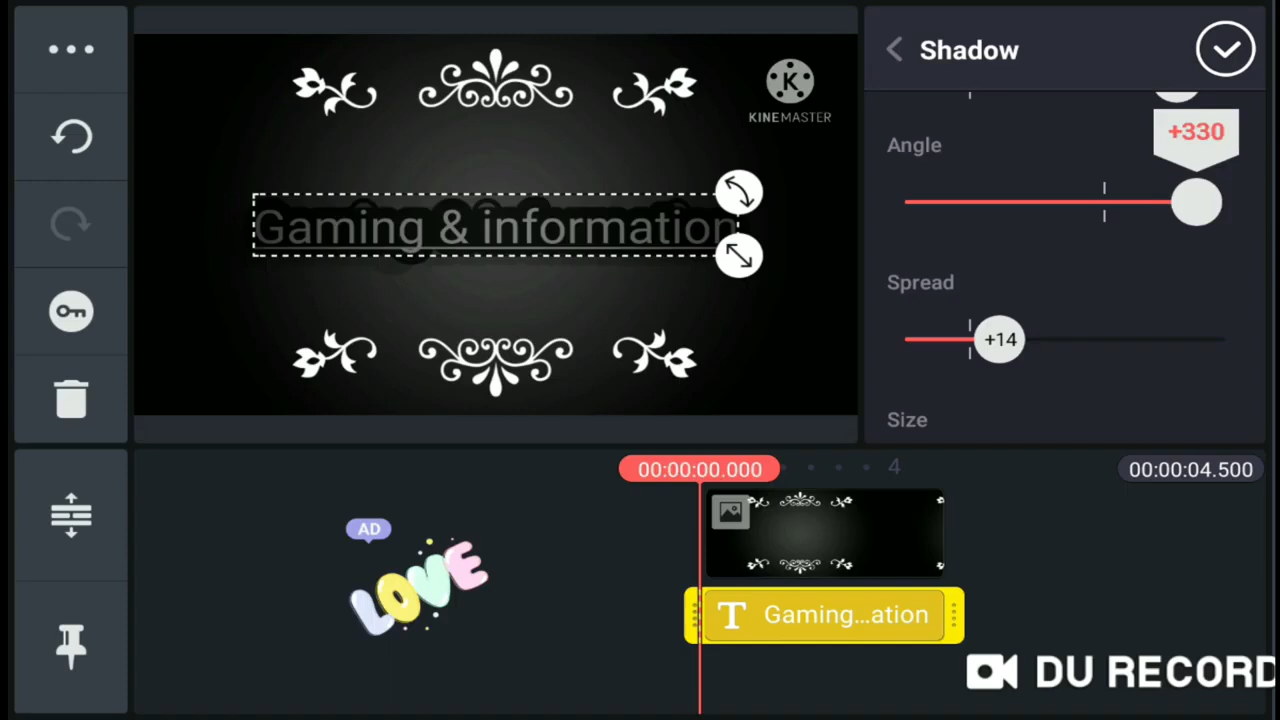 Shadow
KINEMASTER
+330
Angle
Gaming & information
Spread
+14
Size
00:00:00.000
4
00:00:04.500
AD
LOVE
T Gaming...ation
DU RECORD